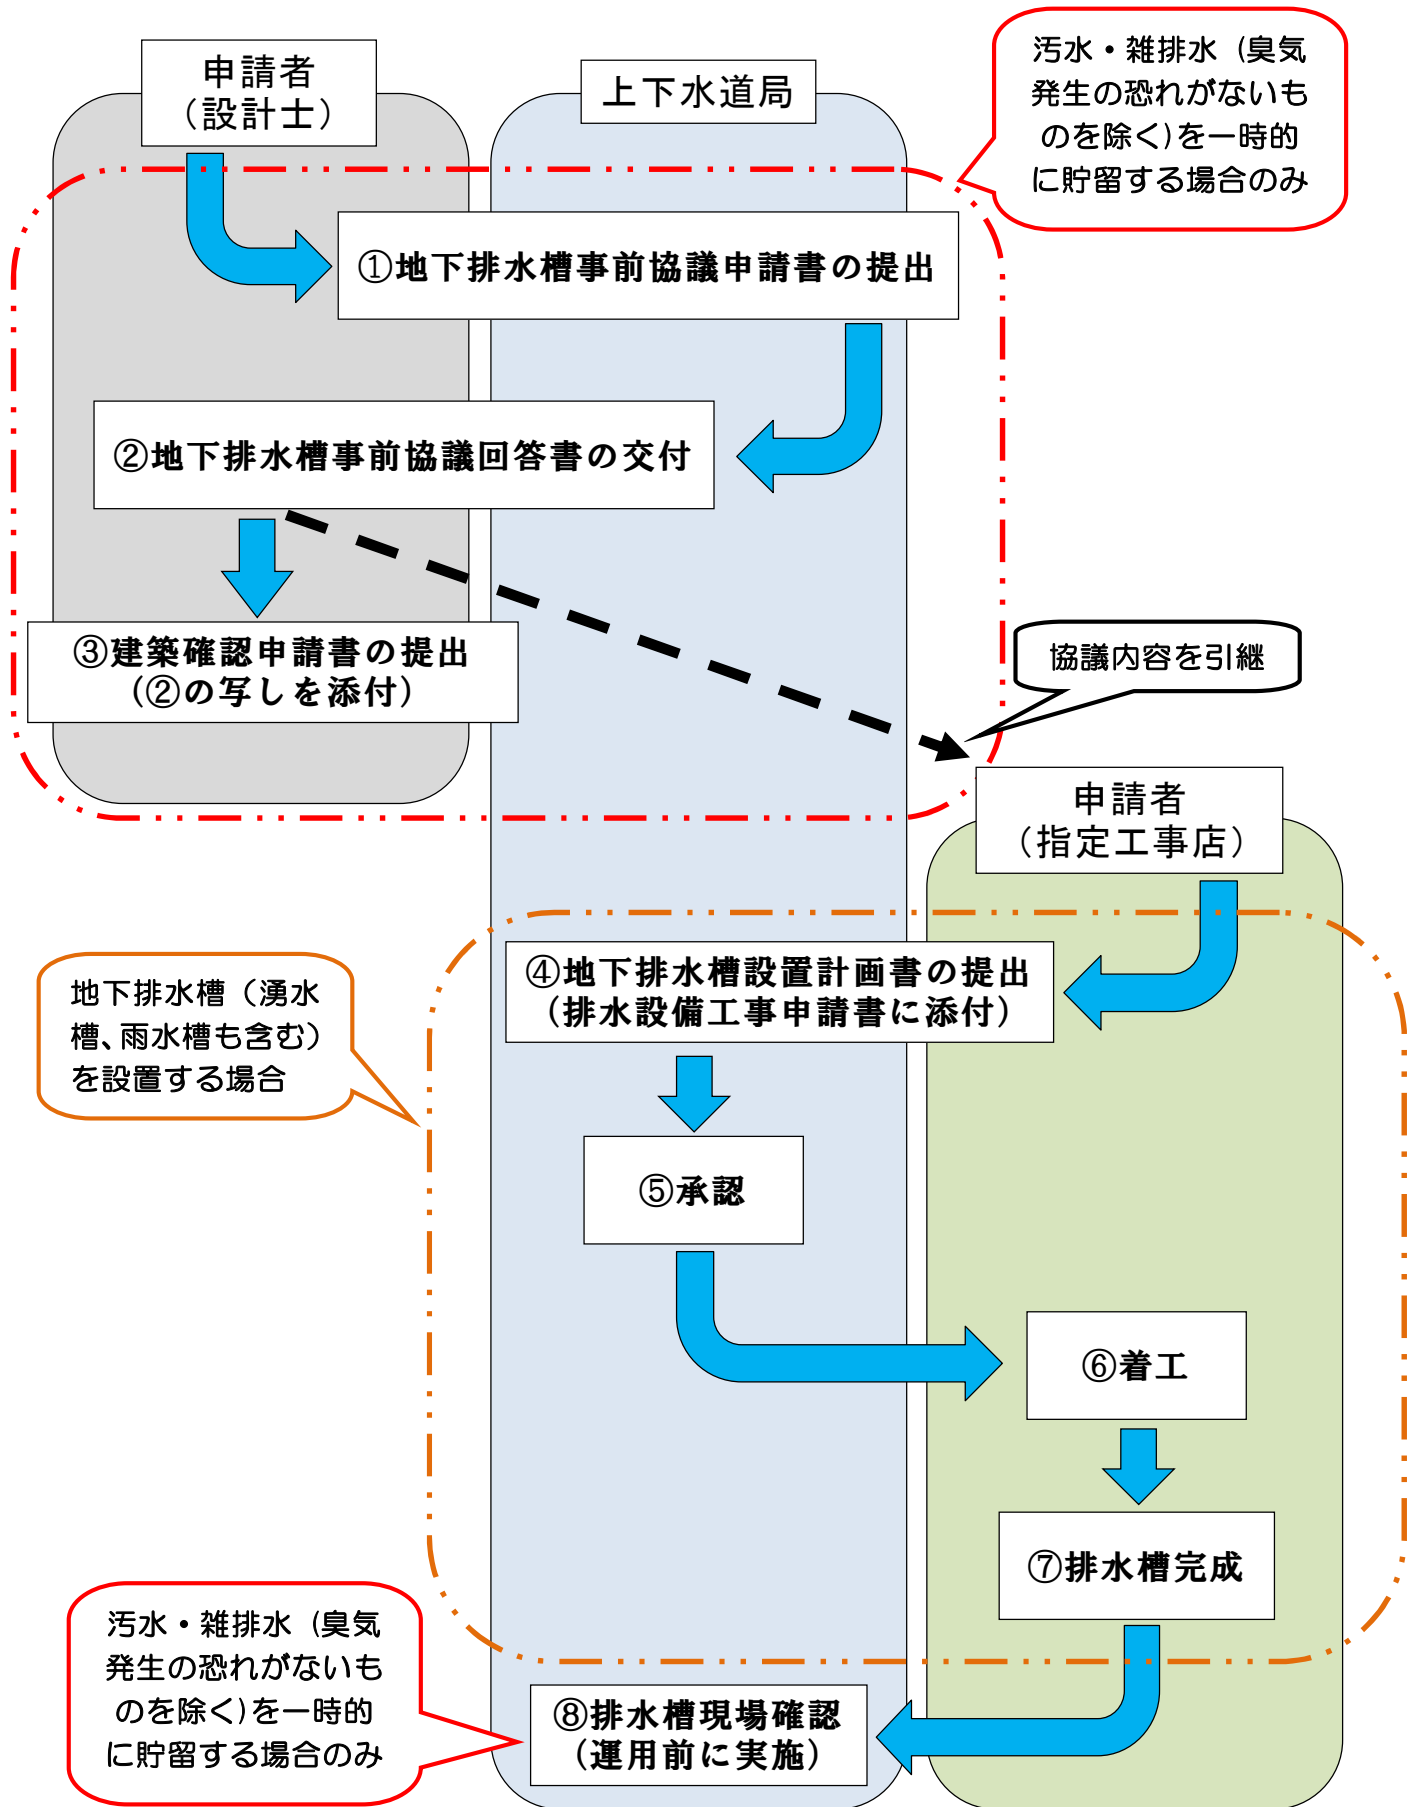 申請者
（設計士）
上下水道局
汚水・雑排水（臭気
発生の恐れがないも
のを除く）を一時的
に貯留する場合のみ
①地下排水槽事前協議申請書の提出
②地下排水槽事前協議回答書の交付
③建築確認申請書の提出
（②の写しを添付）
協議内容を引継
申請者
（指定工事店）
④地下排水槽設置計画書の提出
（排水設備工事申請書に添付）
地下排水槽（湧水
槽、雨水槽も含む）
を設置する場合
⑤承認
⑥着工
⑦排水槽完成
汚水・雑排水（臭気
発生の恐れがないも
のを除く）を一時的
に貯留する場合のみ
⑧排水槽現場確認
（運用前に実施）